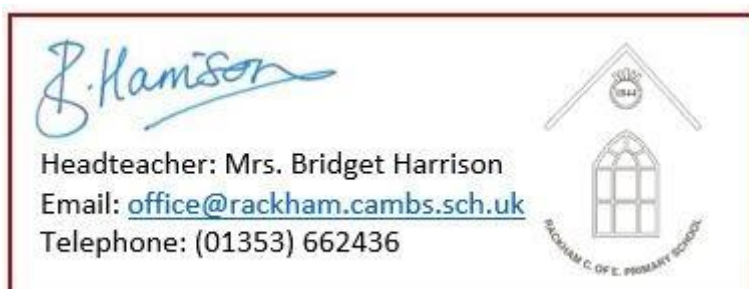 B.Harrison
Headteacher: Mrs. Bridget Harrison
Email: office@rackham.cambs.sch.uk
Telephone: (01353) 662436
1844
RACKHAM C. OF E. PRIMARY SCHOOL